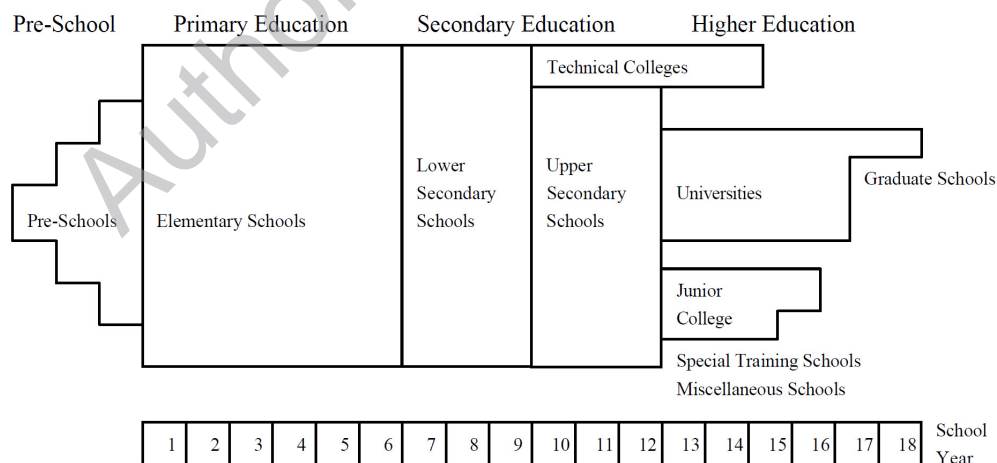 Pre-School Primary Education Secondary Education Higher Education
Technical Colleges
Lower
Secondary
Schools
Upper
Secondary
Schools
Universities
Graduate Schools
Pre-Schools
Elementary Schools
Junior
College
Special Training Schools
Miscellaneous Schools
1 2 3 4 5 6 7 8 9 10 11 12 13 14 15 16 17 18
School
Year
Autho